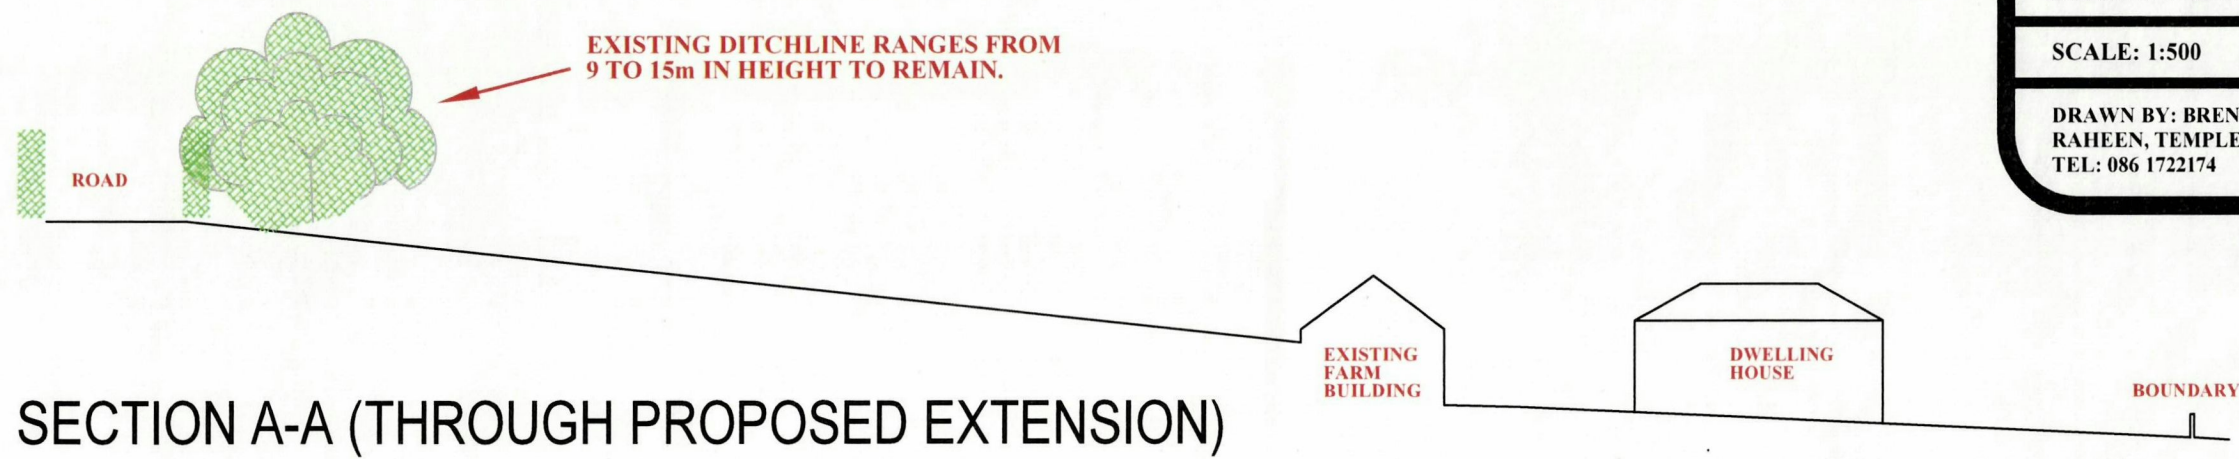 EXISTING DITCHLINE RANGES FROM
9 TO 15m IN HEIGHT TO REMAIN.
SCALE: 1:500
DRAWN BY: BREN
RAHEEN, TEMPLE
TEL: 086 1722174
ROAD
EXISTING
FARM
BUILDING
DWELLING
HOUSE
BOUNDARY
SECTION A-A (THROUGH PROPOSED EXTENSION)